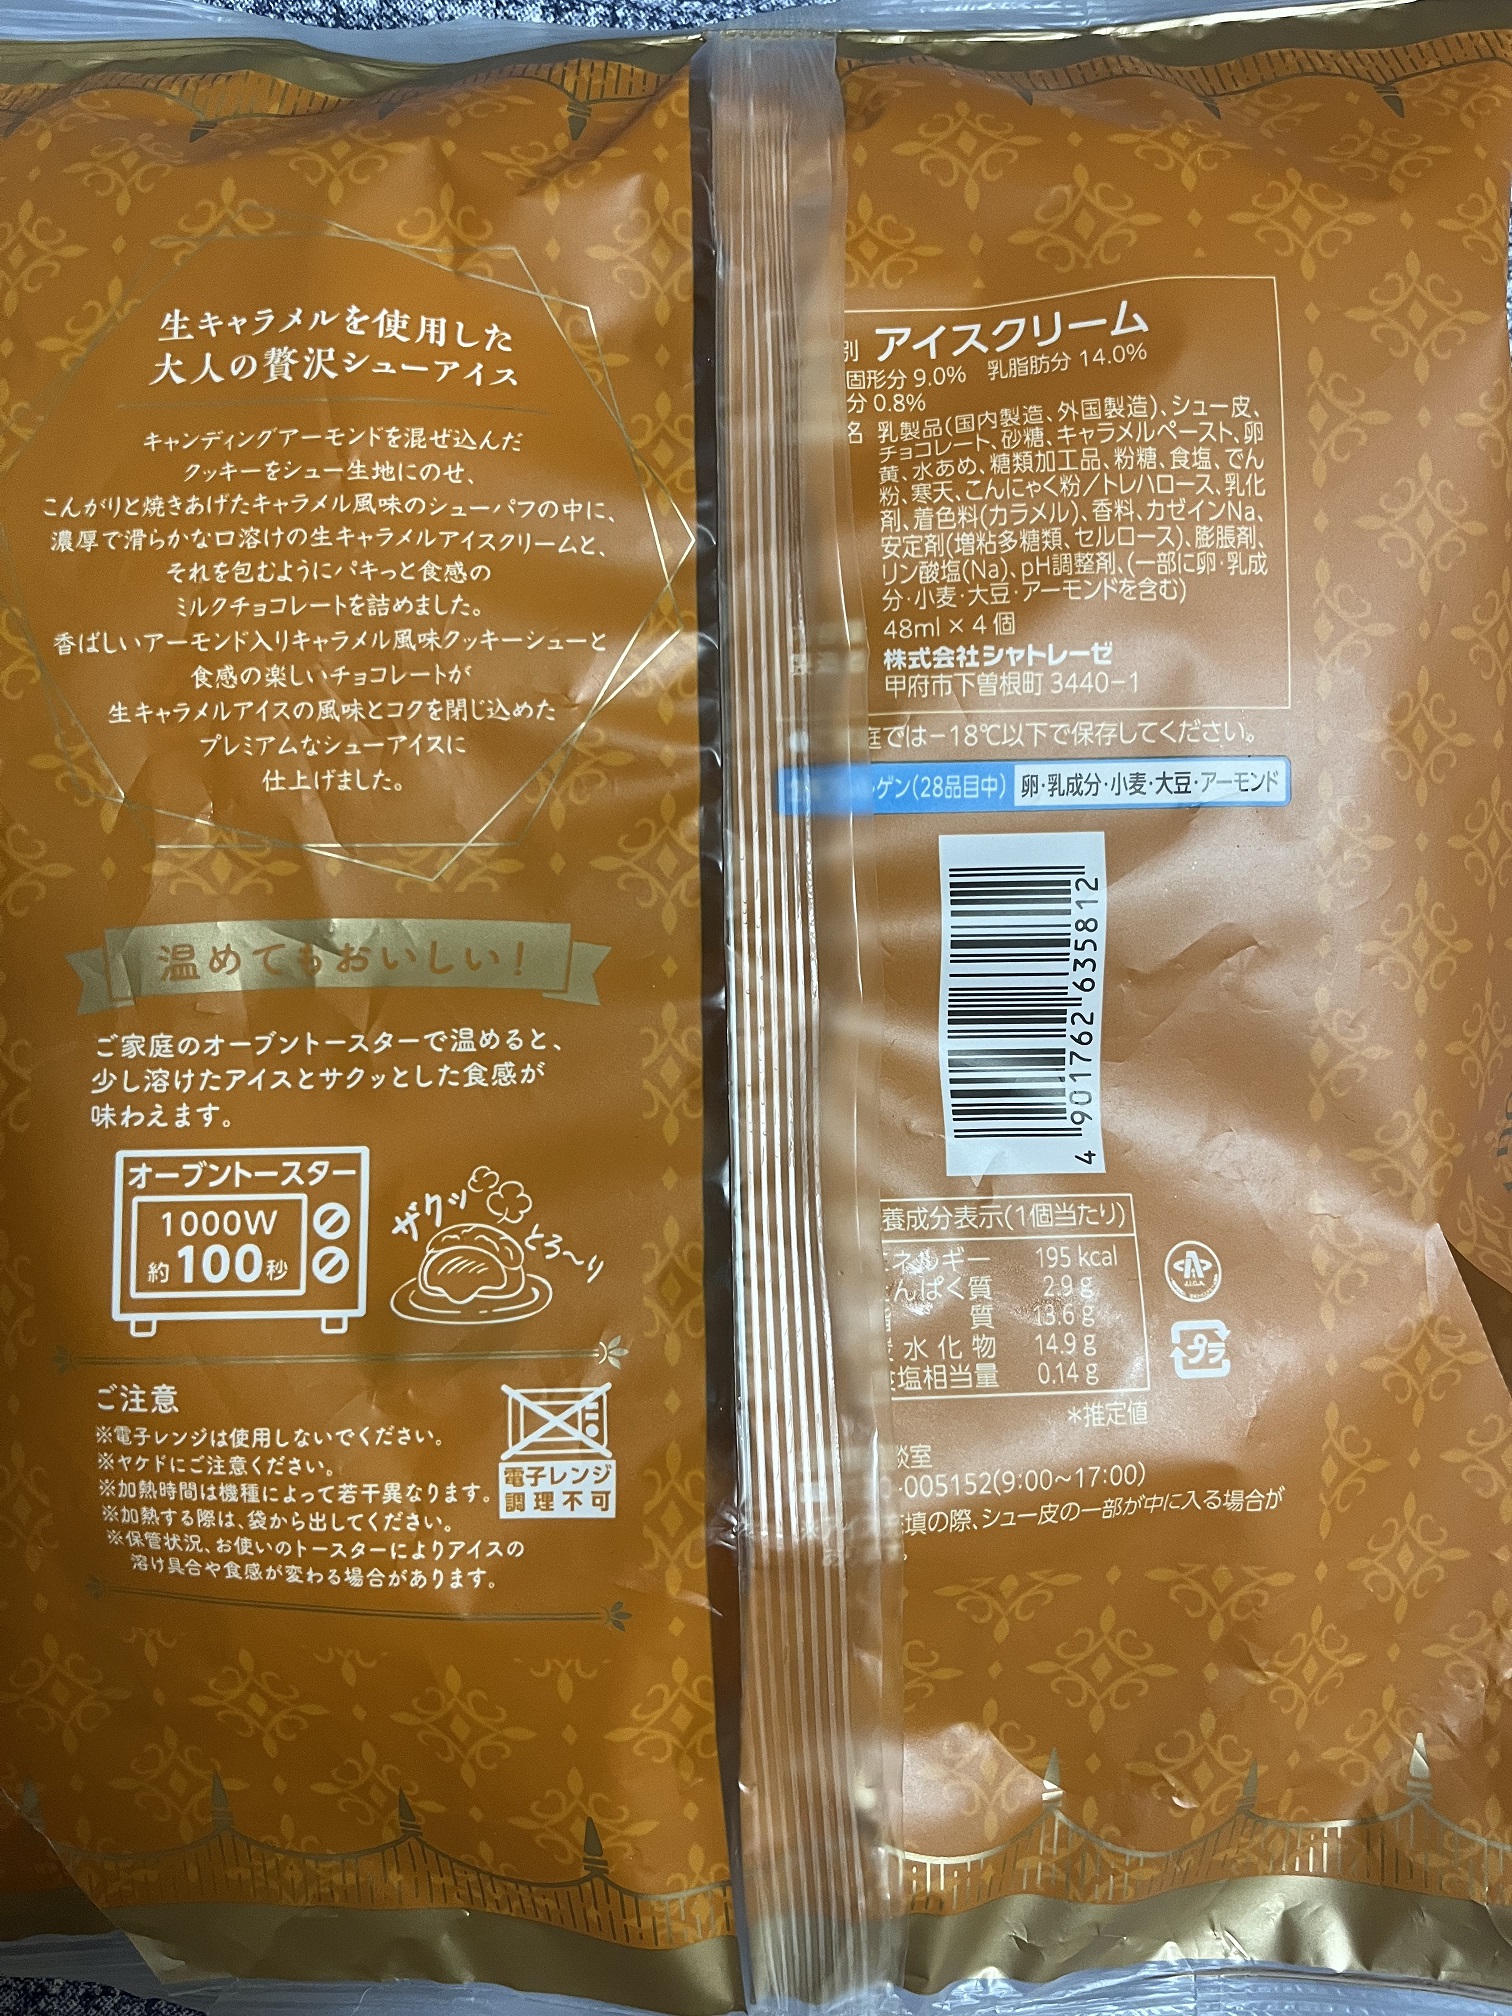 生キャラメルを使用した
大人の贅沢シューアイス
キャンディングアーモンドを混ぜ込んだ
クッキーをシュー生地にのせ、
こんがりと焼きあげたキャラメル風味のシューパフの中に、
濃厚で滑らかな口溶けの生キャラメルアイスクリームと、
それを包むようにパキっと食感の
ミルクチョコレートを詰めました。
香ばしいアーモンド入りキャラメル風味クッキーシューと
食感の楽しいチョコレートが
生キャラメルアイスの風味とコクを閉じ込めた
プレミアムなシューアイスに
仕上げました。
温めてもおいしい!
ご家庭のオーブントースターで温めると、
少し溶けたアイスとサクッとした食感が
味わえます。
オーブントースター
1000W
約100秒
ザクッ
とろ〜り
ご注意
※電子レンジは使用しないでください。
※ヤケドにご注意ください。
※加熱時間は機種によって若干異なります。
※加熱する際は、袋から出してください。
※保管状況、お使いのトースターによりアイスの
溶け具合や食感が変わる場合があります。
電子レンジ
調理不可
別 アイスクリーム
固形分 9.0% 乳脂肪分 14.0%
分 0.8%
名 乳製品(国内製造、外国製造)、シュー皮、
チョコレート、砂糖、キャラメルペースト、卵
黄、水あめ、糖類加工品、粉糖、食塩、でん
粉、寒天、こんにゃく粉/トレハロース、乳化
剤、着色料(カラメル)、香料、カゼインNa、
安定剤(増粘多糖類、セルロース)、膨脹剤、
リン酸塩(Na)、pH調整剤、(一部に卵・乳成
分・小麦・大豆・アーモンドを含む)
48ml × 4個
株式会社シャトレーゼ
甲府市下曽根町 3440-1
庭では-18℃以下で保存してください。
ゲン(28品目中) 卵・乳成分・小麦・大豆・アーモンド
4 901762 635812
養成分表示(1個当たり)
ネルギー 195 kcal
んぱく質 2.9 g
質 13.6 g
水化物 14.9 g
塩相当量 0.14 g
*推定値
プラ
談室
-005152(9:00~17:00)
填の際、シュー皮の一部が中に入る場合が